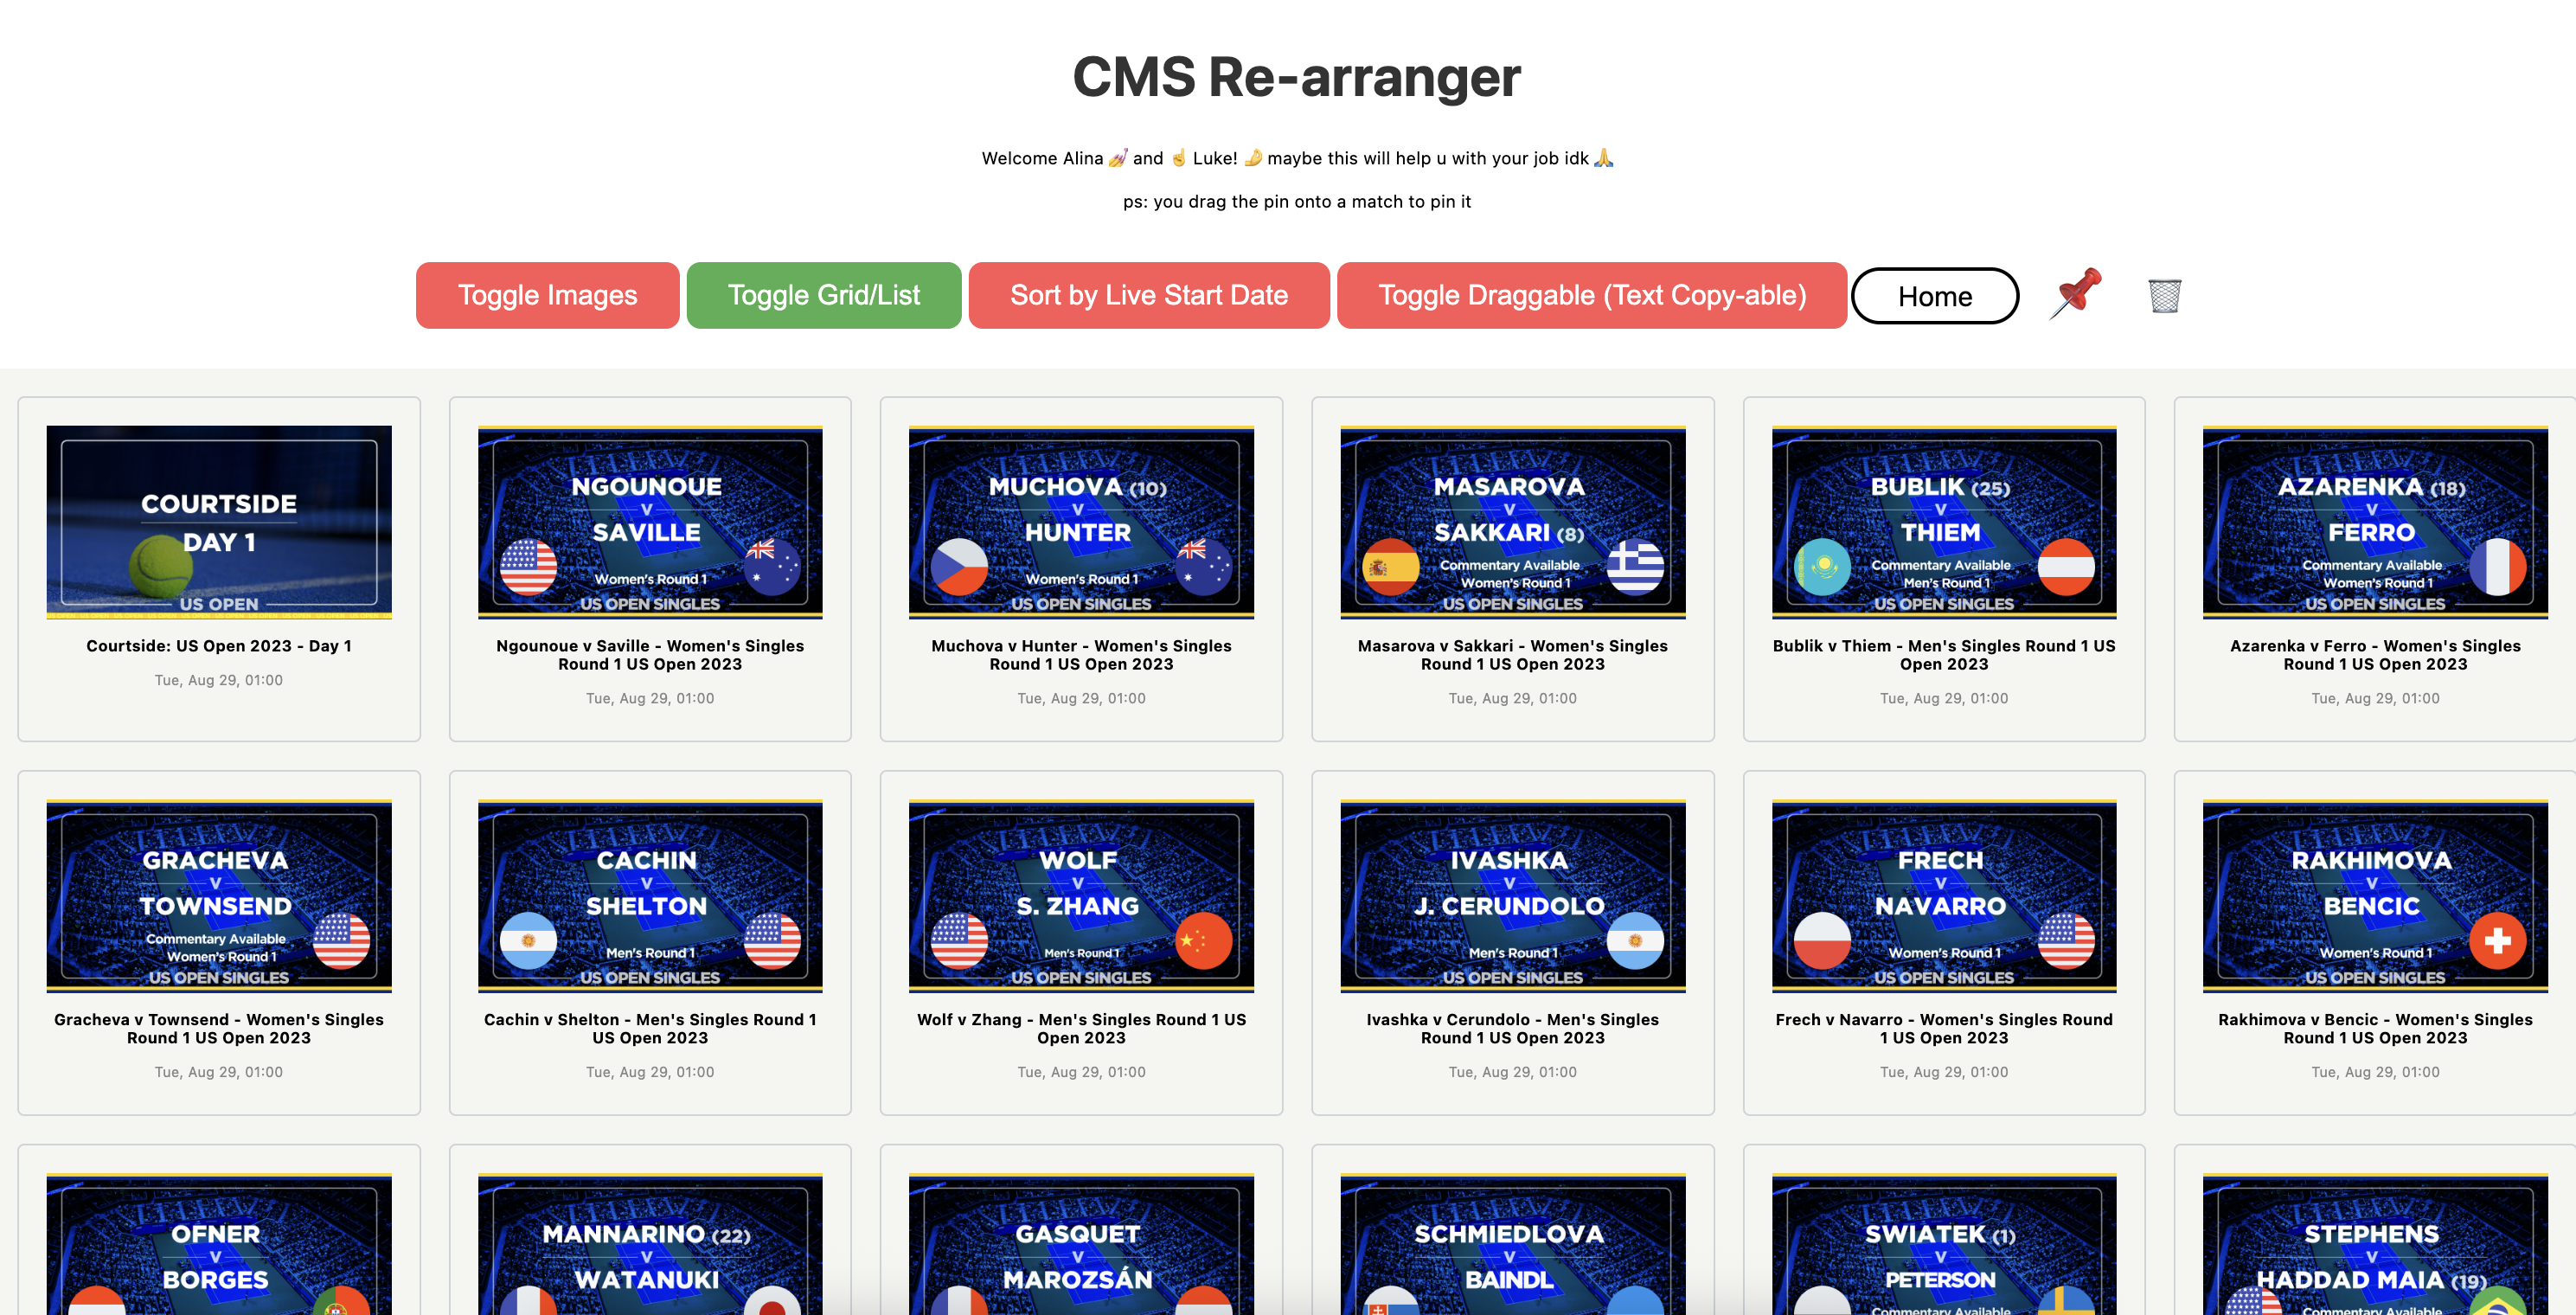 CMS Re-arranger
Welcome Alina 💅 and ☝️ Luke! 🤌 maybe this will help u with your job idk 🙏
ps: you drag the pin onto a match to pin it
Toggle Images
Toggle Grid/List
Sort by Live Start Date
Toggle Draggable (Text Copy-able)
Home
COURTSIDE
DAY 1
US OPEN
Courtside: US Open 2023 - Day 1
Tue, Aug 29, 01:00
NGOUNOUE
V
SAVILLE
Women's Round 1
US OPEN SINGLES
Ngounoue v Saville - Women's Singles
Round 1 US Open 2023
Tue, Aug 29, 01:00
MUCHOVA (10)
V
HUNTER
Women's Round 1
US OPEN SINGLES
Muchova v Hunter - Women's Singles
Round 1 US Open 2023
Tue, Aug 29, 01:00
MASAROVA
V
SAKKARI (8)
Commentary Available
Women's Round 1
US OPEN SINGLES
Masarova v Sakkari - Women's Singles
Round 1 US Open 2023
Tue, Aug 29, 01:00
BUBLIK (25)
V
THIEM
Commentary Available
Men's Round 1
US OPEN SINGLES
Bublik v Thiem - Men's Singles Round 1 US
Open 2023
Tue, Aug 29, 01:00
AZARENKA (18)
V
FERRO
Commentary Available
Women's Round 1
US OPEN SINGLES
Azarenka v Ferro - Women's Singles
Round 1 US Open 2023
Tue, Aug 29, 01:00
GRACHEVA
V
TOWNSEND
Commentary Available
Women's Round 1
US OPEN SINGLES
Gracheva v Townsend - Women's Singles
Round 1 US Open 2023
Tue, Aug 29, 01:00
CACHIN
V
SHELTON
Men's Round 1
US OPEN SINGLES
Cachin v Shelton - Men's Singles Round 1
US Open 2023
Tue, Aug 29, 01:00
WOLF
V
S. ZHANG
Men's Round 1
US OPEN SINGLES
Wolf v Zhang - Men's Singles Round 1 US
Open 2023
Tue, Aug 29, 01:00
IVASHKA
V
J. CERUNDOLO
Men's Round 1
US OPEN SINGLES
Ivashka v Cerundolo - Men's Singles
Round 1 US Open 2023
Tue, Aug 29, 01:00
FRECH
V
NAVARRO
Women's Round 1
US OPEN SINGLES
Frech v Navarro - Women's Singles Round
1 US Open 2023
Tue, Aug 29, 01:00
RAKHIMOVA
V
BENCIC
Women's Round 1
US OPEN SINGLES
Rakhimova v Bencic - Women's Singles
Round 1 US Open 2023
Tue, Aug 29, 01:00
OFNER
V
BORGES
MANNARINO (22)
V
WATANUKI
GASQUET
V
MAROZSÁN
SCHMIEDLOVA
V
BAINDL
SWIATEK (1)
V
PETERSON
Commentary Available
STEPHENS
V
HADDAD MAIA (19)
Commentary Available